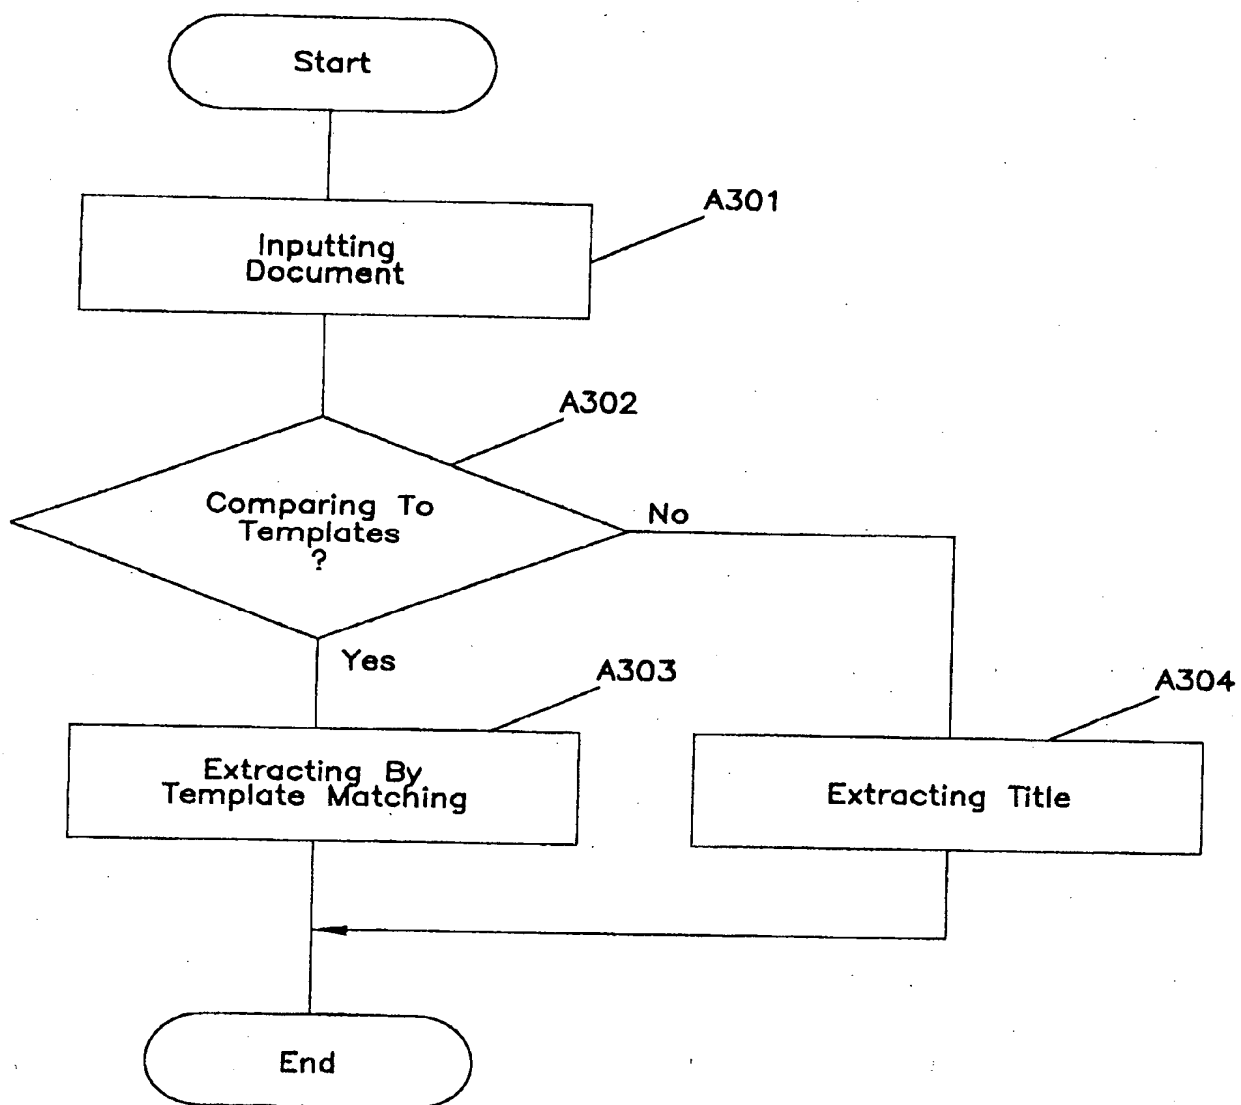 Start
A301
Inputting
Document
A302
Comparing To
Templates
?
No
Yes
A303
A304
Extracting By
Template Matching
Extracting Title
End